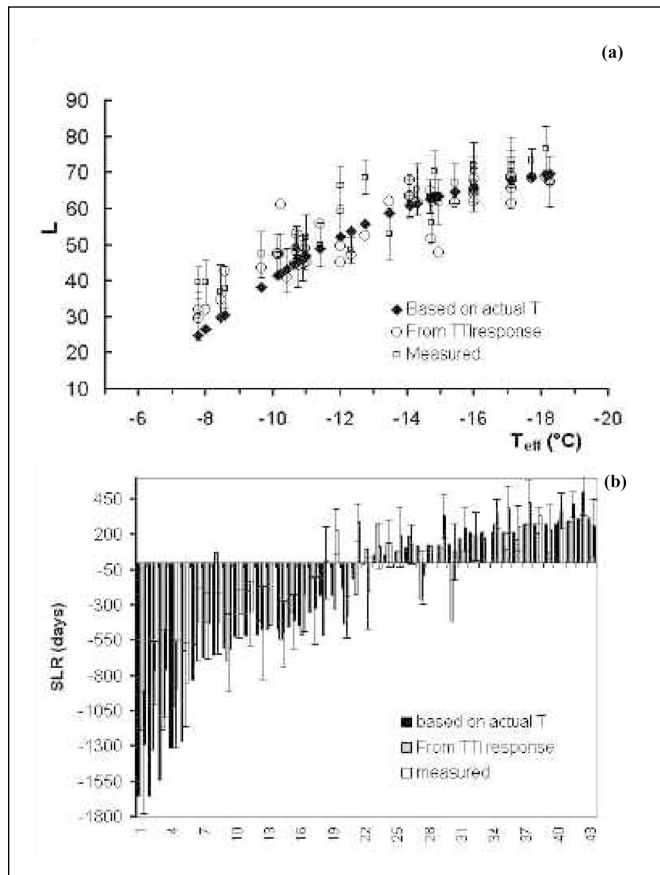 (a)
90
80
70
60
50
40
30
20
10
L
Based on actual T
From TTI response
Measured
-6 -8 -10 -12 -14 -16 -18 -20
T eff (°C)
(b)
450
200
-50
-300
-550
-800
-1050
-1300
-1550
-1800
SLR (days)
based on actual T
From TTI response
measured
1 4 7 10 13 16 19 22 25 28 31 34 37 40 43